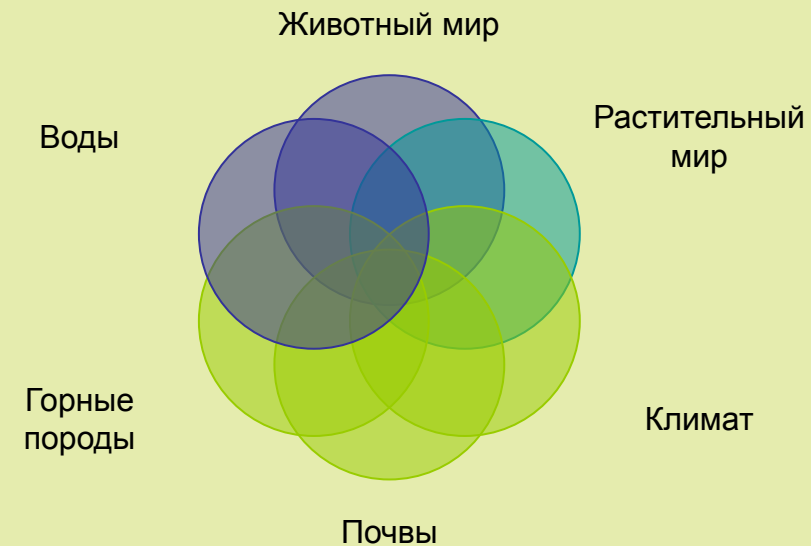 Животный мир
Растительный
мир
Воды
Горные
породы
Климат
Почвы